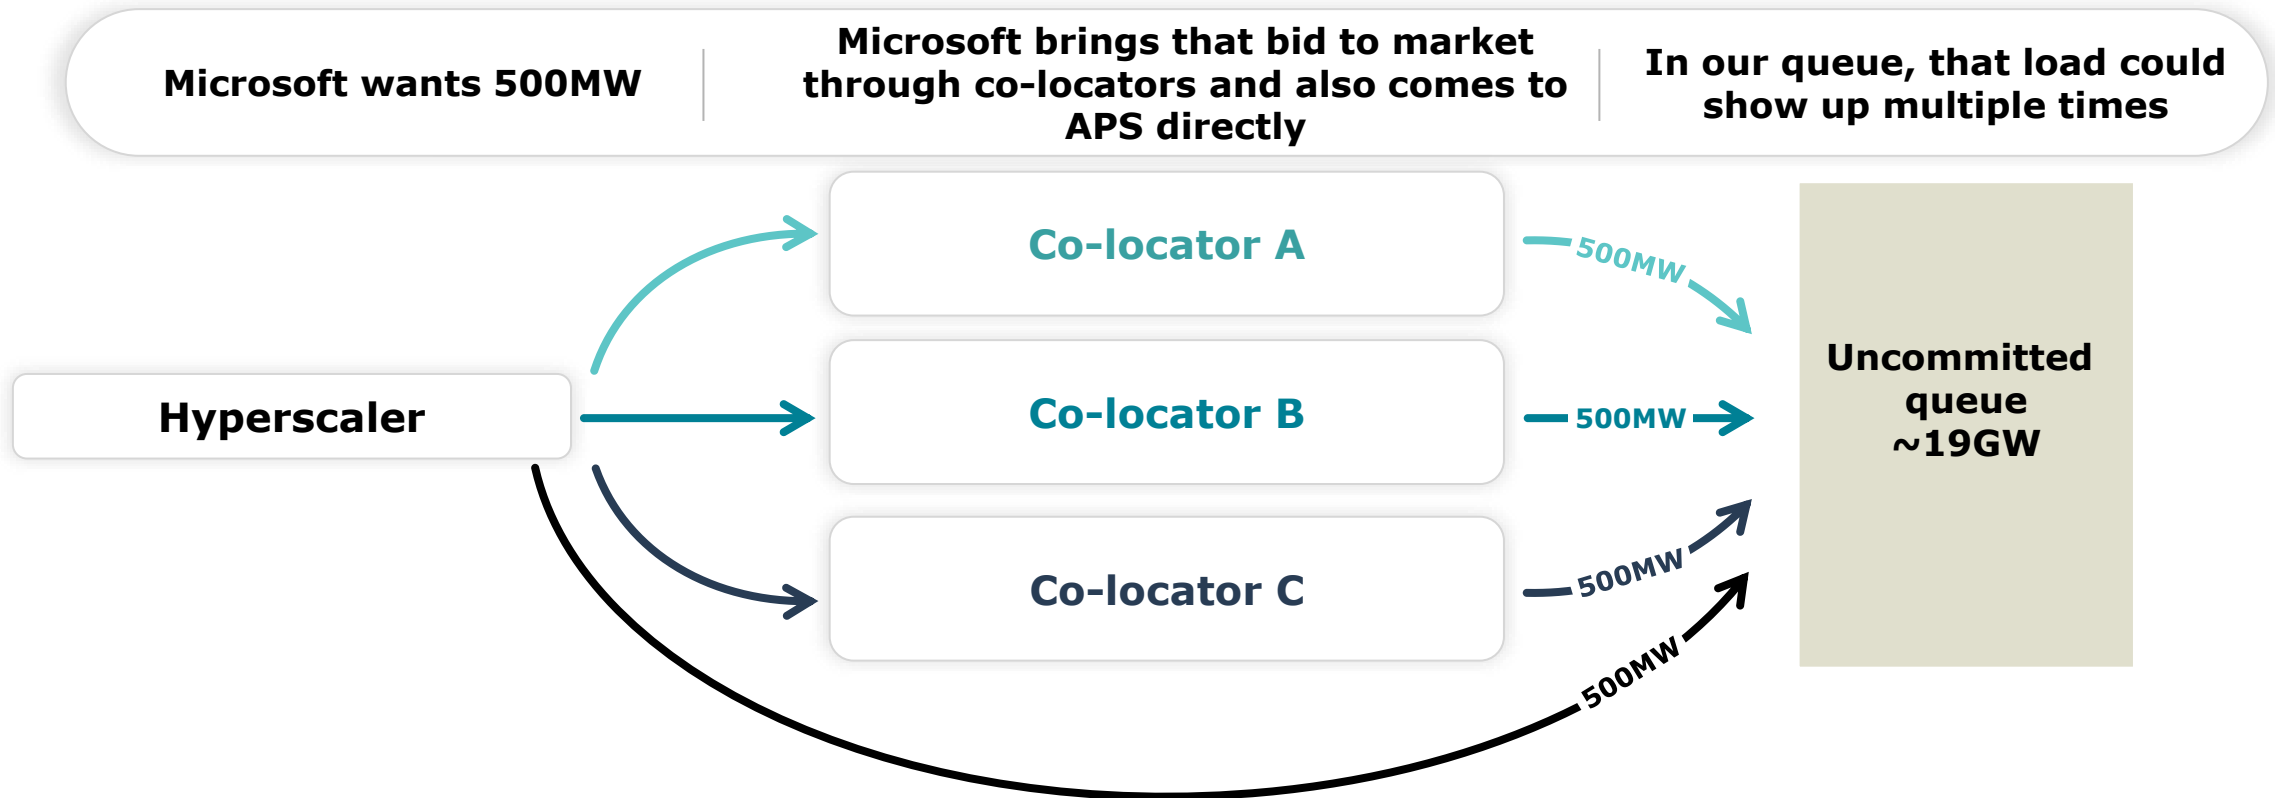 Microsoft wants 500MW
Microsoft brings that bid to market
through co-locators and also comes to
APS directly
In our queue, that load could
show up multiple times
Co-locator A
500MW
Uncommitted
queue
~19GW
Hyperscaler
Co-locator B
500MW
Co-locator C
500MW
500MW